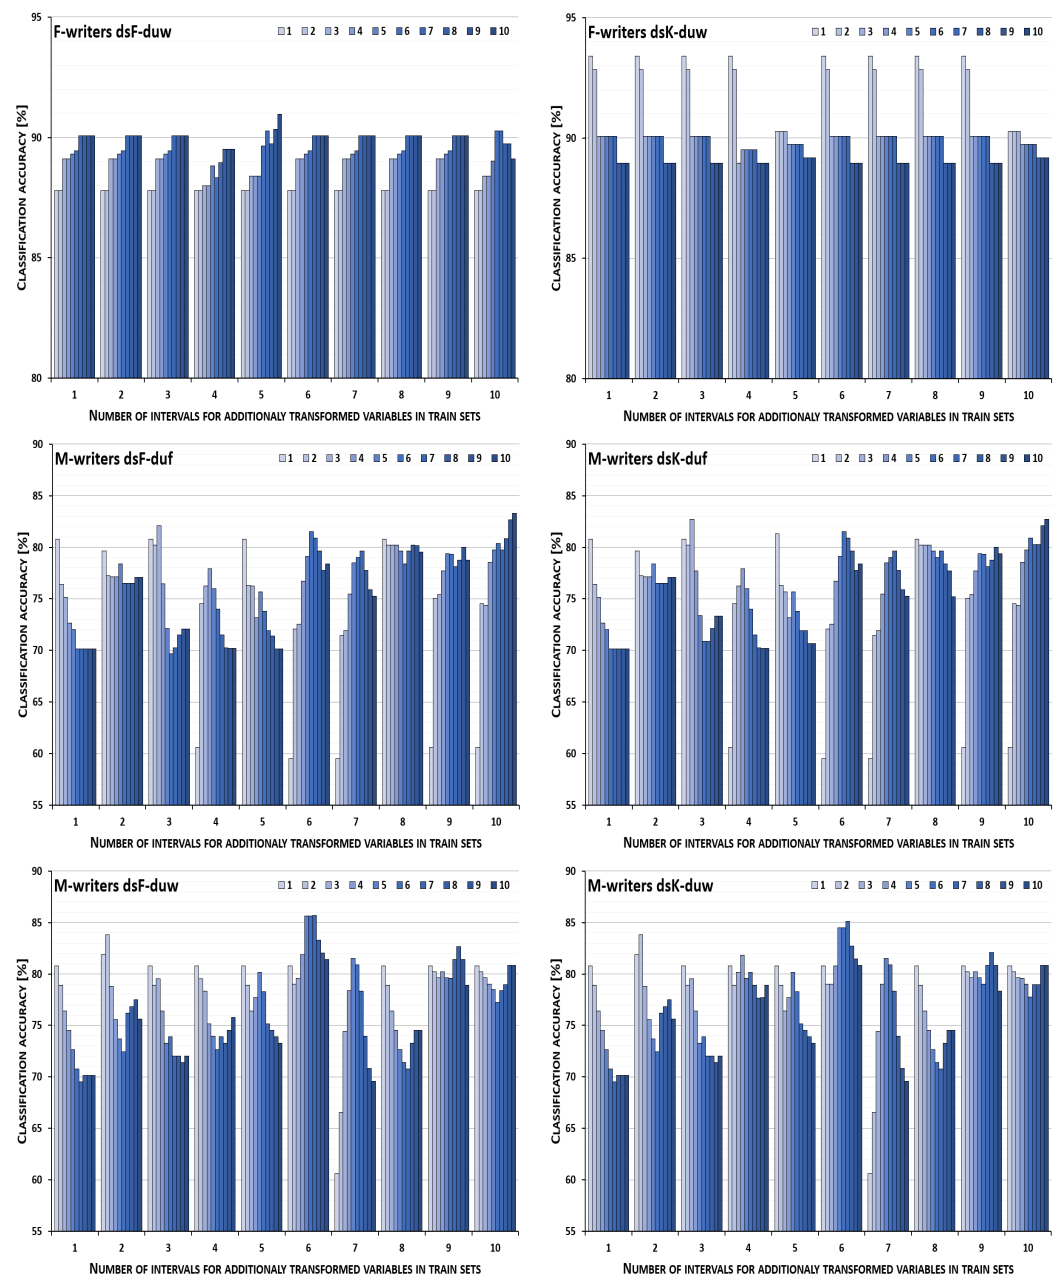 F-writers dsF-duw
1 2 3 4 5 6 7 8 9 10
CLASSIFICATION ACCURACY [%]
95
90
85
80
1 2 3 4 5 6 7 8 9 10
NUMBER OF INTERVALS FOR ADDITIONALY TRANSFORMED VARIABLES IN TRAIN SETS
F-writers dsK-duw
1 2 3 4 5 6 7 8 9 10
CLASSIFICATION ACCURACY [%]
95
90
85
80
1 2 3 4 5 6 7 8 9 10
NUMBER OF INTERVALS FOR ADDITIONALY TRANSFORMED VARIABLES IN TRAIN SETS
M-writers dsF-duf
1 2 3 4 5 6 7 8 9 10
CLASSIFICATION ACCURACY [%]
90
85
80
75
70
65
60
55
1 2 3 4 5 6 7 8 9 10
NUMBER OF INTERVALS FOR ADDITIONALY TRANSFORMED VARIABLES IN TRAIN SETS
M-writers dsK-duf
1 2 3 4 5 6 7 8 9 10
CLASSIFICATION ACCURACY [%]
90
85
80
75
70
65
60
55
1 2 3 4 5 6 7 8 9 10
NUMBER OF INTERVALS FOR ADDITIONALY TRANSFORMED VARIABLES IN TRAIN SETS
M-writers dsF-duw
1 2 3 4 5 6 7 8 9 10
CLASSIFICATION ACCURACY [%]
90
85
80
75
70
65
60
55
1 2 3 4 5 6 7 8 9 10
NUMBER OF INTERVALS FOR ADDITIONALY TRANSFORMED VARIABLES IN TRAIN SETS
M-writers dsK-duw
1 2 3 4 5 6 7 8 9 10
CLASSIFICATION ACCURACY [%]
90
85
80
75
70
65
60
55
1 2 3 4 5 6 7 8 9 10
NUMBER OF INTERVALS FOR ADDITIONALY TRANSFORMED VARIABLES IN TRAIN SETS